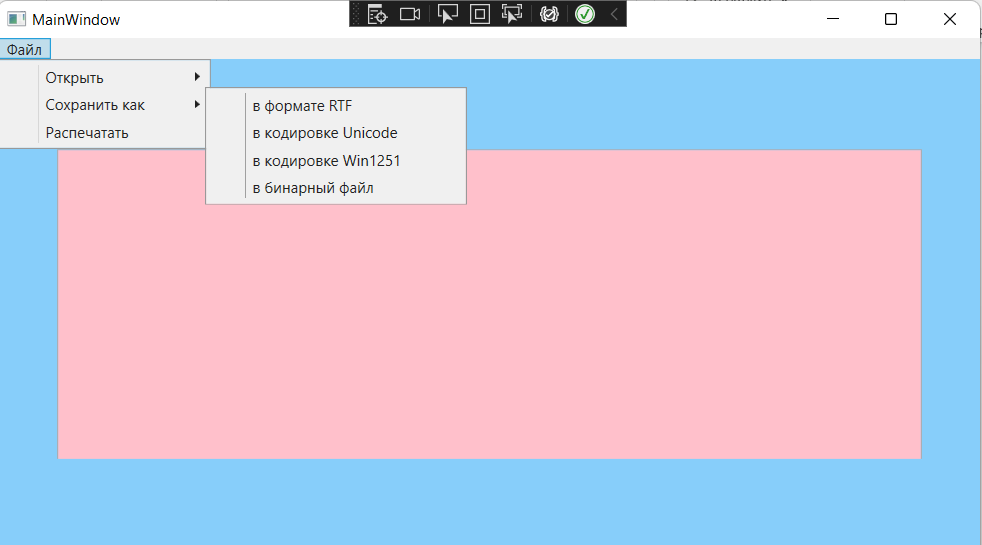 MainWindow
Файл
Открыть
Сохранить как
Распечатать
в формате RTF
в кодировке Unicode
в кодировке Win1251
в бинарный файл